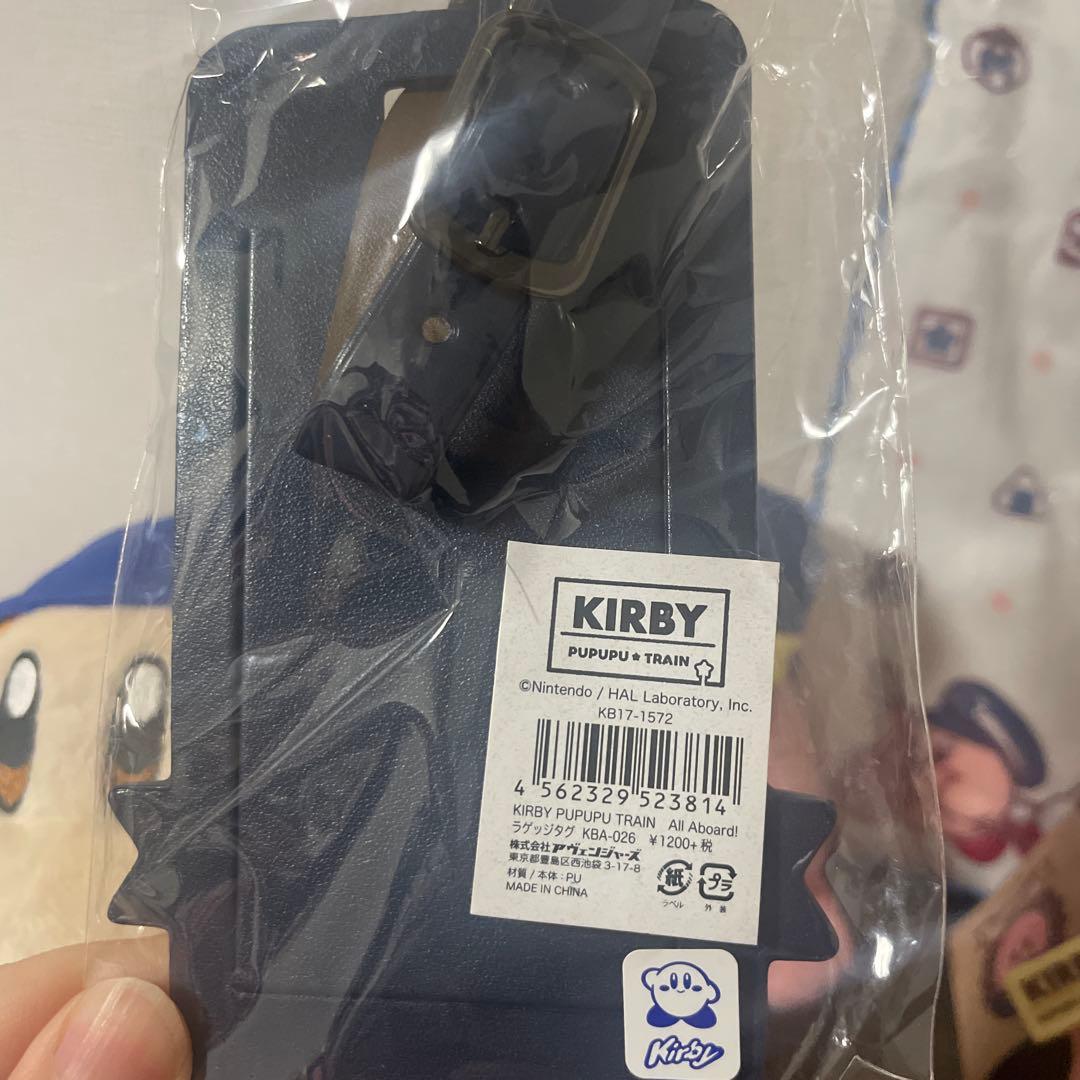 KIRBY
PUPUPU★TRAIN
©Nintendo / HAL Laboratory, Inc.
KB17-1572
4 562329 523814
KIRBY PUPUPU TRAIN All Aboard!
ラゲッジタグ KBA-026 ¥1200+税
株式会社アヴェンジャーズ
東京都豊島区西池袋3-17-8
材質/本体:PU
MADE IN CHINA
紙
ラベル
プラ
外装
Kirby